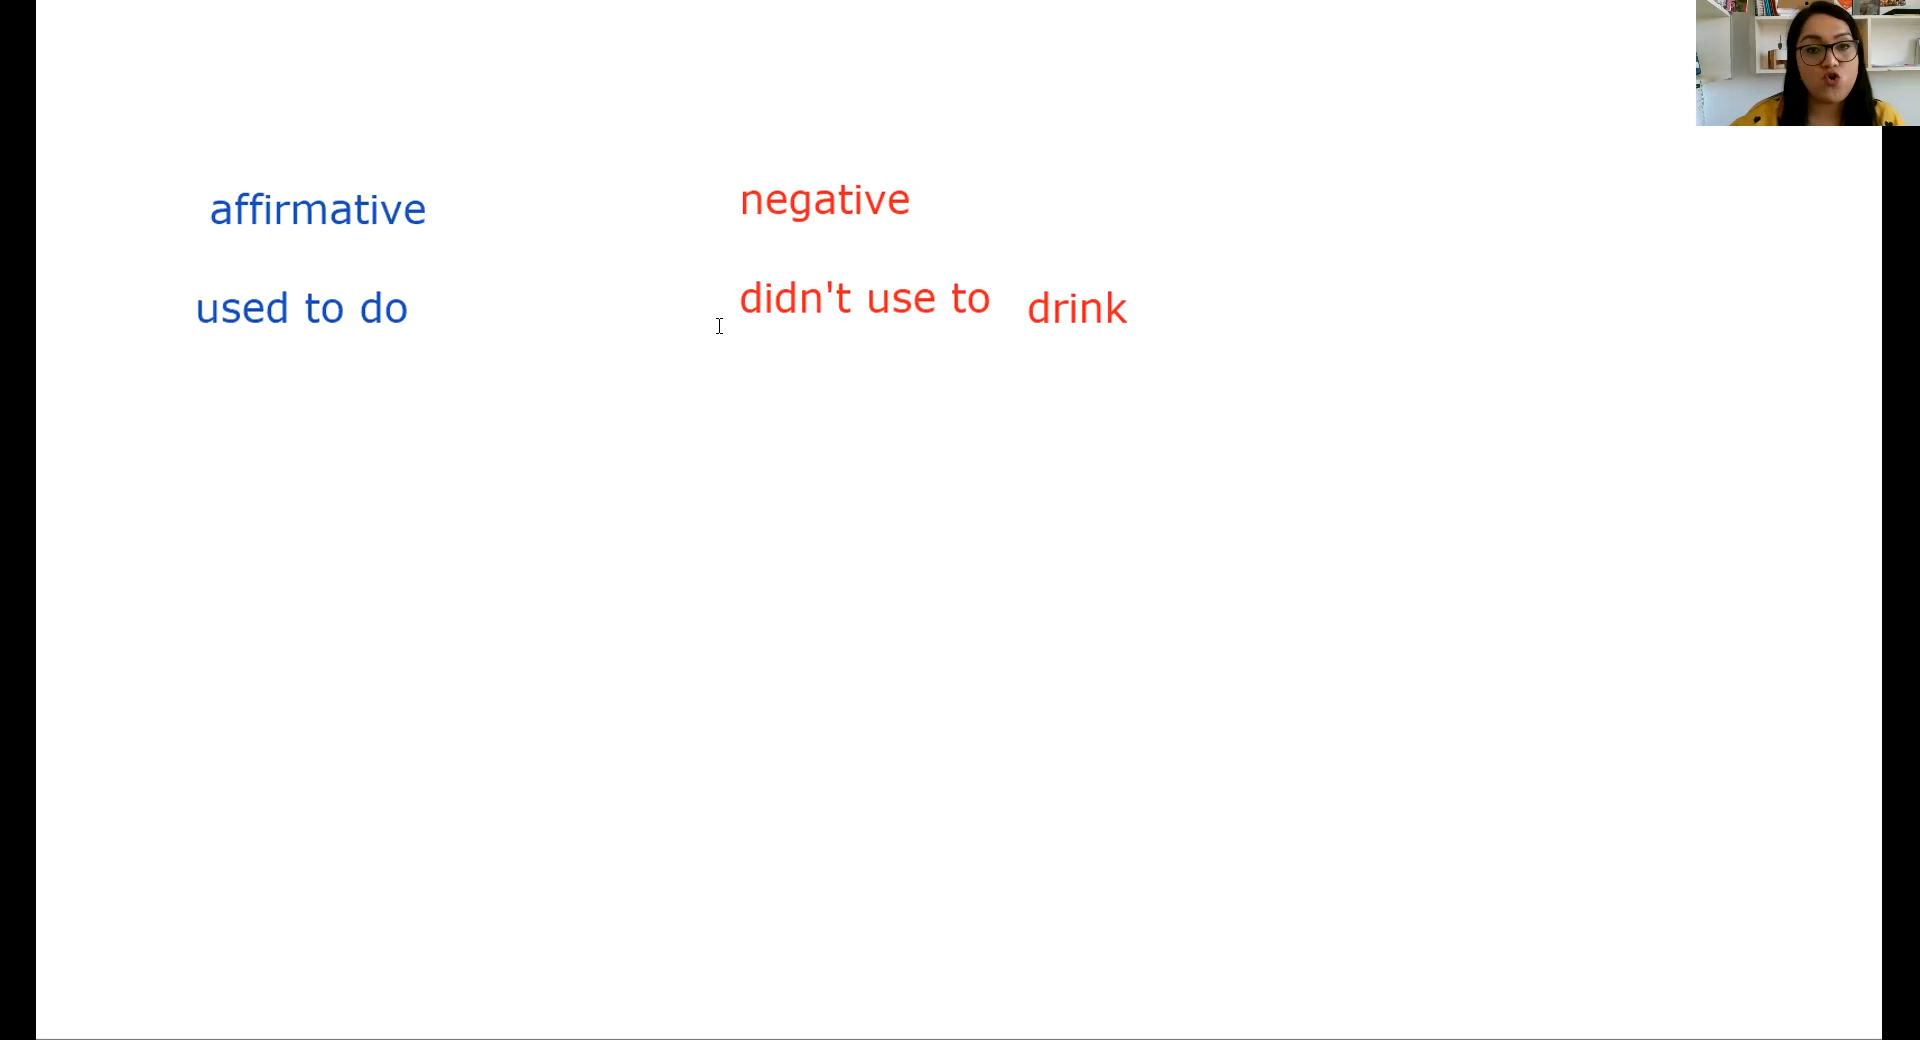 affirmative
negative
used to do
didn't use to drink